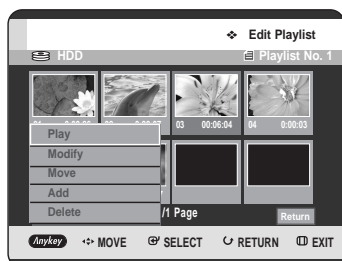 ❖ Edit Playlist
HDD Playlist No. 1
03 00:06:04 04 0:00:03
Play
Modify
Move
Add
Delete
/1 Page Return
Anykey MOVE SELECT RETURN EXIT